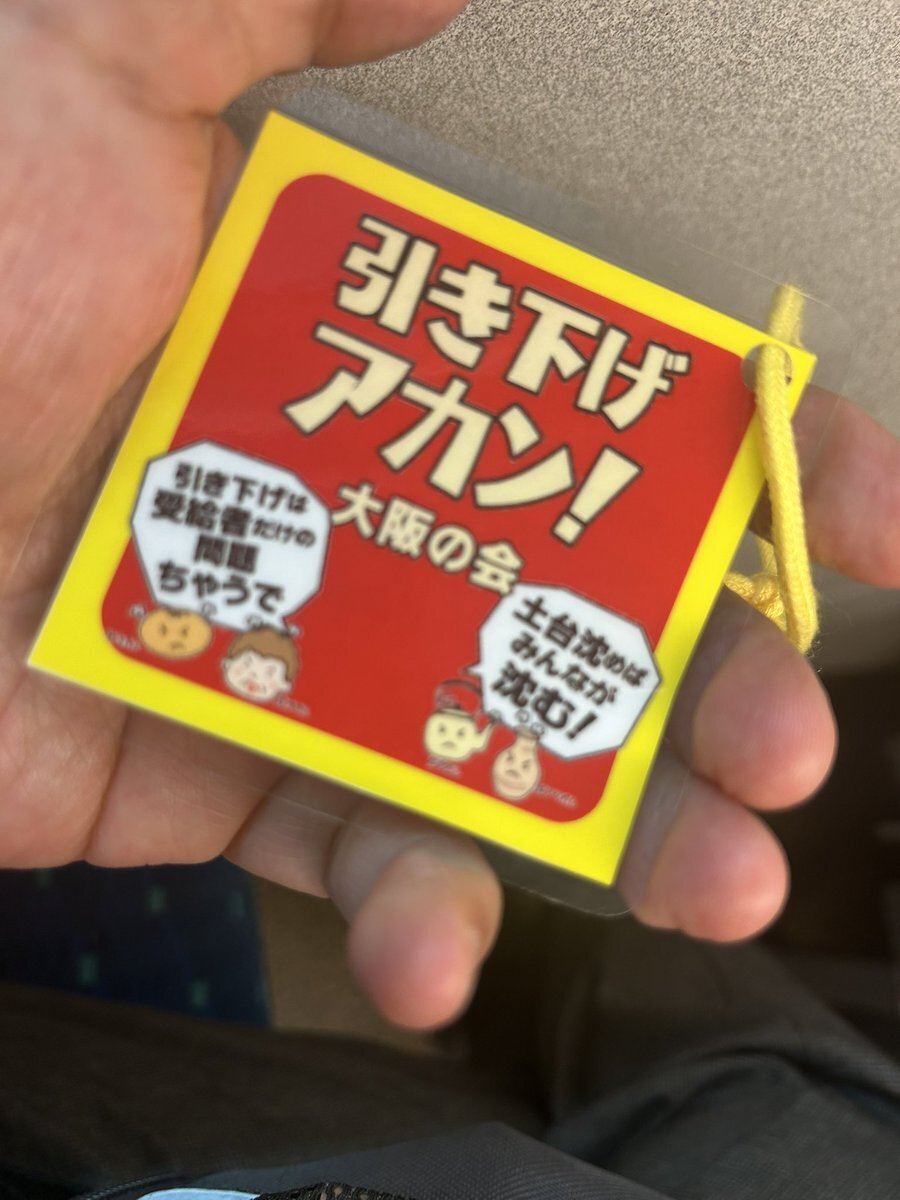 引き下げ
アカン!
大阪の会
引き下げは
受給者だけの
問題
ちゃうで
土台沈めば
みんなが
沈む!